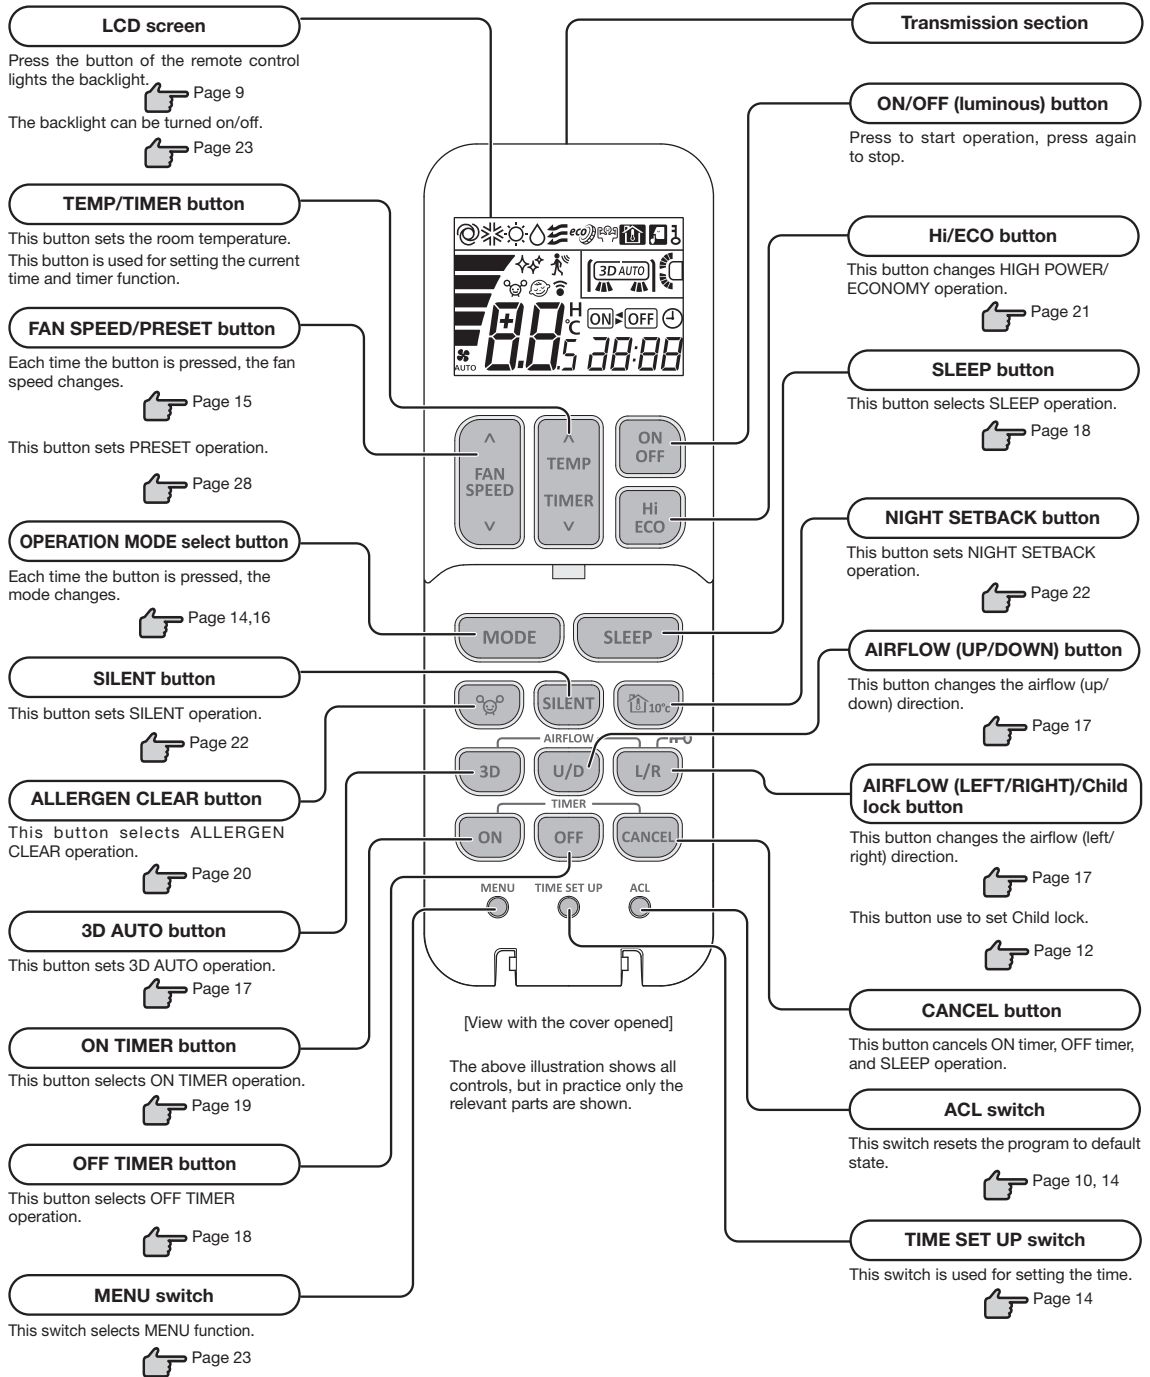 LCD screen
Press the button of the remote control
lights the backlight.
Page 9
The backlight can be turned on/off.
Page 23
TEMP/TIMER button
This button sets the room temperature.
This button is used for setting the current
time and timer function.
FAN SPEED/PRESET button
Each time the button is pressed, the fan
speed changes.
Page 15
This button sets PRESET operation.
Page 28
OPERATION MODE select button
Each time the button is pressed, the
mode changes.
Page 14,16
SILENT button
This button sets SILENT operation.
Page 22
ALLERGEN CLEAR button
This button selects ALLERGEN
CLEAR operation.
Page 20
3D AUTO button
This button sets 3D AUTO operation.
Page 17
ON TIMER button
This button selects ON TIMER operation.
Page 19
OFF TIMER button
This button selects OFF TIMER
operation.
Page 18
MENU switch
This switch selects MENU function.
Page 23
eco
3D AUTO
H
°C
ON OFF
AUTO
8.8.5 28:88
FAN
SPEED
TEMP
TIMER
ON
OFF
Hi
ECO
MODE
SLEEP
SILENT
10°c
AIRFLOW
3D
U/D
L/R
TIMER
ON
OFF
CANCEL
MENU
TIME SET UP
ACL
[View with the cover opened]
The above illustration shows all
controls, but in practice only the
relevant parts are shown.
Transmission section
ON/OFF (luminous) button
Press to start operation, press again
to stop.
Hi/ECO button
This button changes HIGH POWER/
ECONOMY operation.
Page 21
SLEEP button
This button selects SLEEP operation.
Page 18
NIGHT SETBACK button
This button sets NIGHT SETBACK
operation.
Page 22
AIRFLOW (UP/DOWN) button
This button changes the airflow (up/
down) direction.
Page 17
AIRFLOW (LEFT/RIGHT)/Child
lock button
This button changes the airflow (left/
right) direction.
Page 17
This button use to set Child lock.
Page 12
CANCEL button
This button cancels ON timer, OFF timer,
and SLEEP operation.
ACL switch
This switch resets the program to default
state.
Page 10, 14
TIME SET UP switch
This switch is used for setting the time.
Page 14